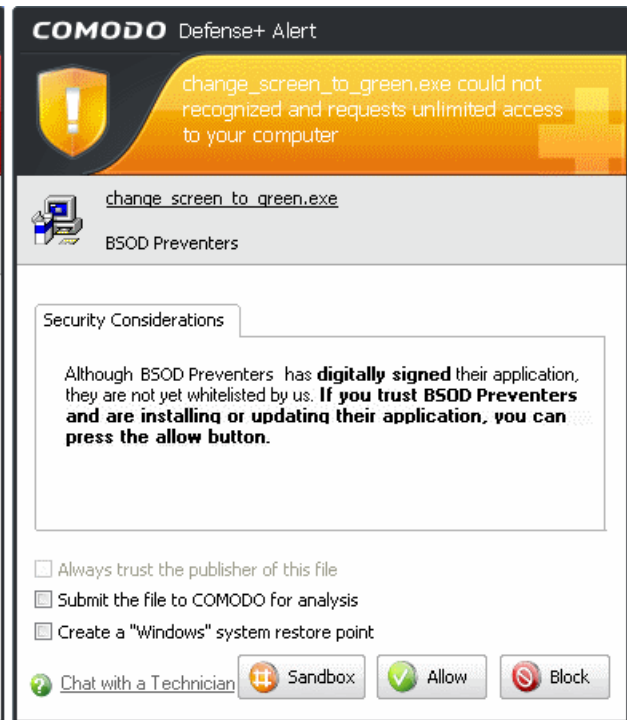 COMODO Defense+ Alert
change_screen_to_green.exe could not
recognized and requests unlimited access
to your computer
change_screen_to_green.exe
BSOD Preventers
Security Considerations
Although BSOD Preventers has digitally signed their application,
they are not yet whitelisted by us. If you trust BSOD Preventers
and are installing or updating their application, you can
press the allow button.
Always trust the publisher of this file
Submit the file to COMODO for analysis
Create a "Windows" system restore point
Chat with a Technician
Sandbox
Allow
Block